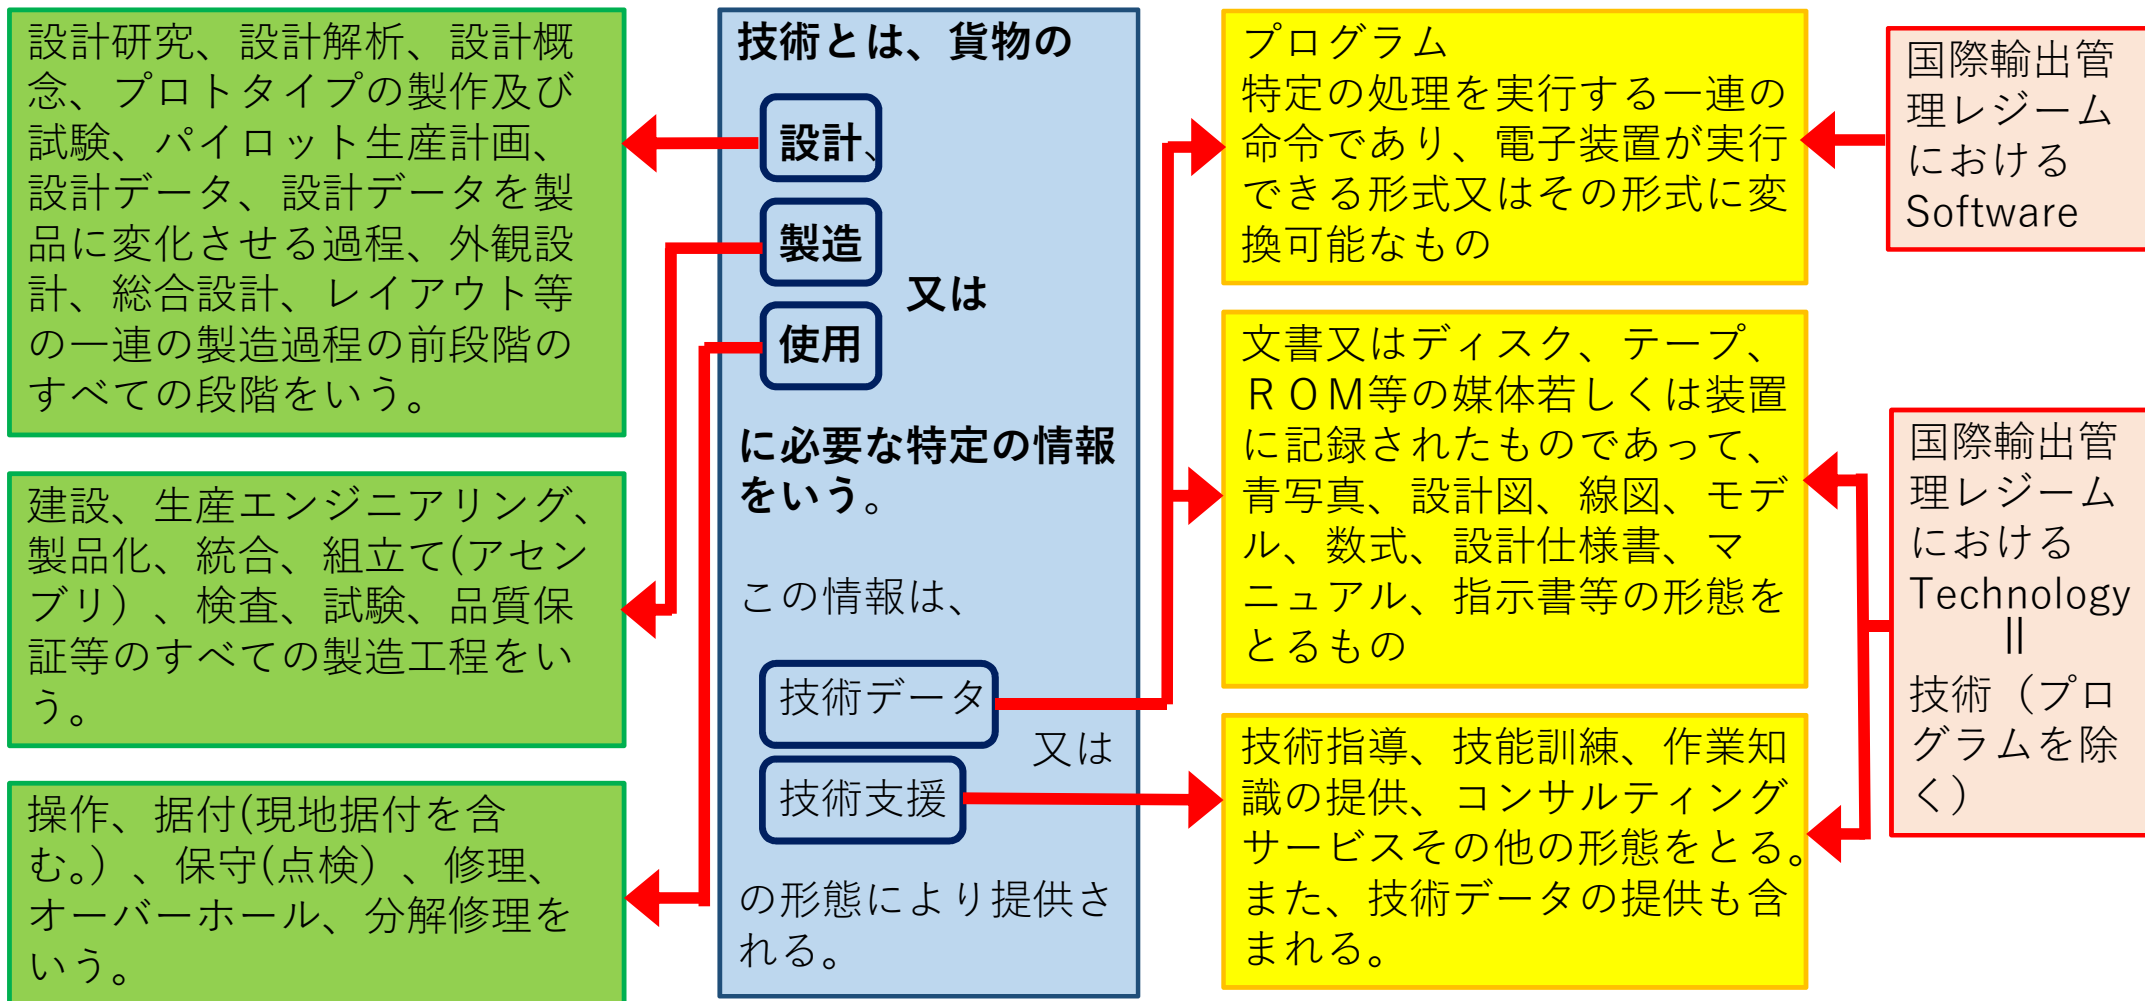 設計研究、設計解析、設計概
念、プロトタイプの製作及び
試験、パイロット生産計画、
設計データ、設計データを製
品に変化させる過程、外観設
計、総合設計、レイアウト等
の一連の製造過程の前段階の
すべての段階をいう。
建設、生産エンジニアリング、
製品化、統合、組立て(アセン
ブリ）、検査、試験、品質保
証等のすべての製造工程をい
う。
操作、据付(現地据付を含
む。）、保守(点検）、修理、
オーバーホール、分解修理を
いう。
技術とは、貨物の
設計、
製造
又は
使用
に必要な特定の情報
をいう。
この情報は、
技術データ
又は
技術支援
の形態により提供さ
れる。
プログラム
特定の処理を実行する一連の
命令であり、電子装置が実行
できる形式又はその形式に変
換可能なもの
文書又はディスク、テープ、
ＲＯＭ等の媒体若しくは装置
に記録されたものであって、
青写真、設計図、線図、モデ
ル、数式、設計仕様書、マ
ニュアル、指示書等の形態を
とるもの
技術指導、技能訓練、作業知
識の提供、コンサルティング
サービスその他の形態をとる。
また、技術データの提供も含
まれる。
国際輸出管
理レジーム
における
Software
国際輸出管
理レジーム
における
Technology
||
技術（プロ
グラムを除
く）